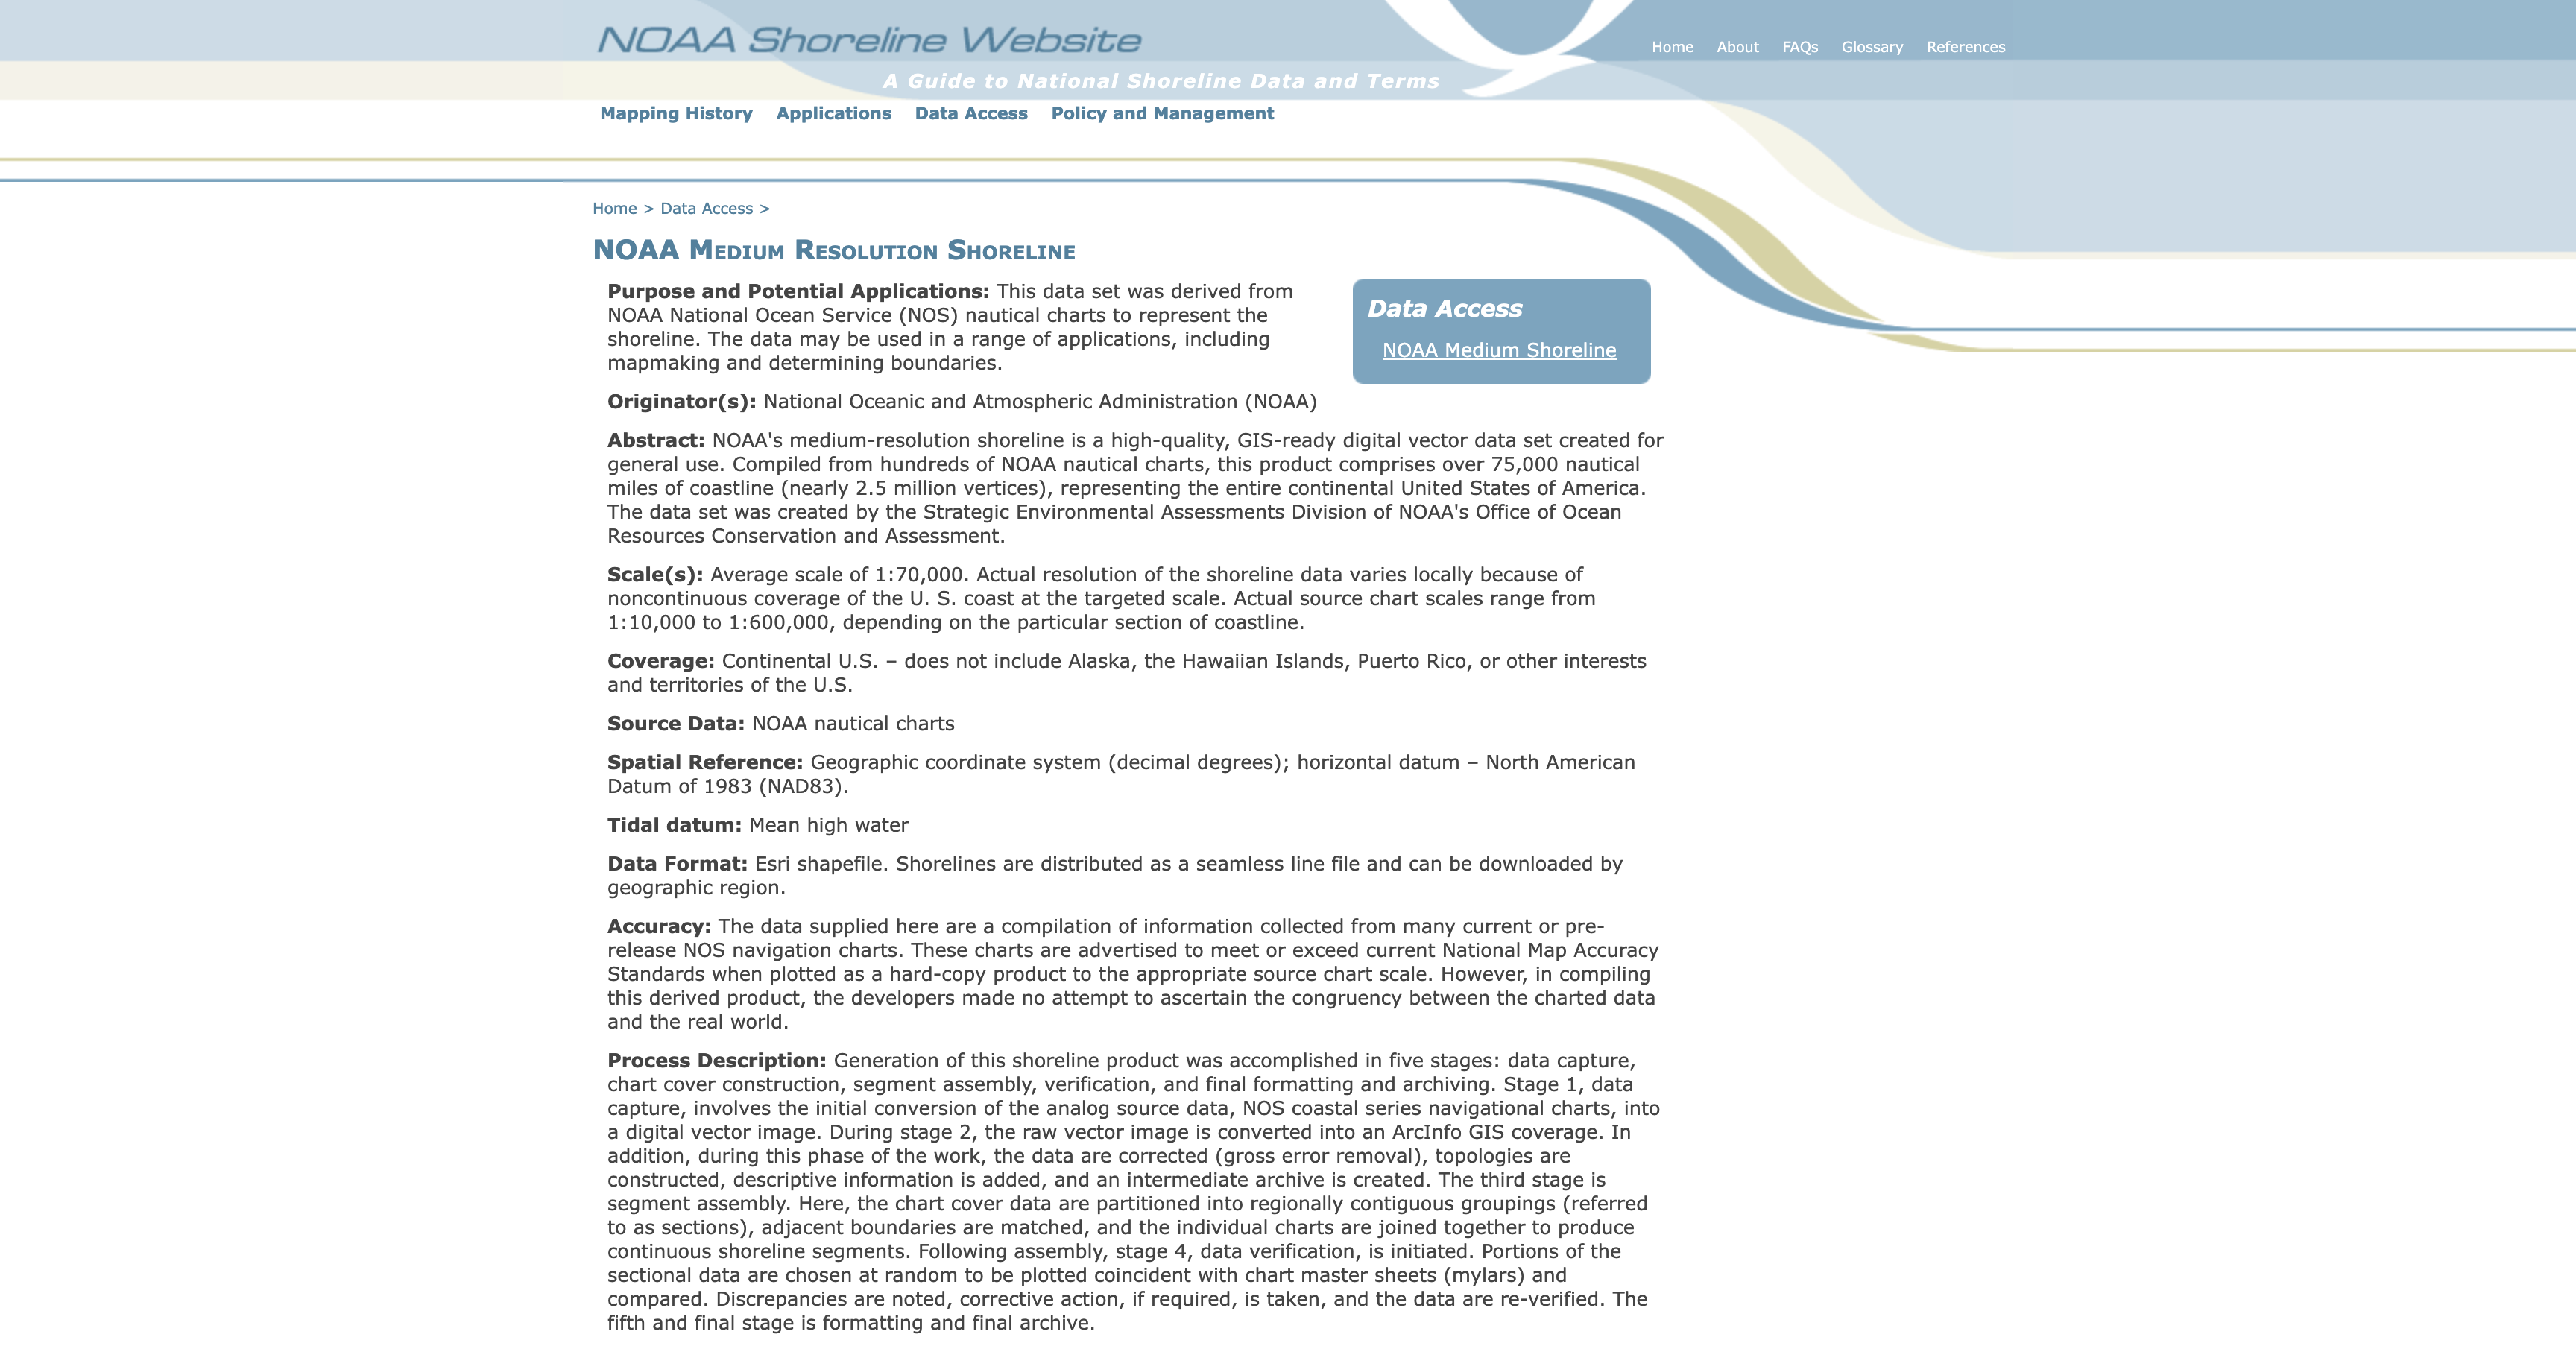 NOAA Shoreline Website
Home About FAQs Glossary References
A Guide to National Shoreline Data and Terms
Mapping History Applications Data Access Policy and Management
Home > Data Access >
NOAA Medium Resolution Shoreline
Purpose and Potential Applications: This data set was derived from
NOAA National Ocean Service (NOS) nautical charts to represent the
shoreline. The data may be used in a range of applications, including
mapmaking and determining boundaries.
Data Access
NOAA Medium Shoreline
Originator(s): National Oceanic and Atmospheric Administration (NOAA)
Abstract: NOAA's medium-resolution shoreline is a high-quality, GIS-ready digital vector data set created for
general use. Compiled from hundreds of NOAA nautical charts, this product comprises over 75,000 nautical
miles of coastline (nearly 2.5 million vertices), representing the entire continental United States of America.
The data set was created by the Strategic Environmental Assessments Division of NOAA's Office of Ocean
Resources Conservation and Assessment.
Scale(s): Average scale of 1:70,000. Actual resolution of the shoreline data varies locally because of
noncontinuous coverage of the U. S. coast at the targeted scale. Actual source chart scales range from
1:10,000 to 1:600,000, depending on the particular section of coastline.
Coverage: Continental U.S. – does not include Alaska, the Hawaiian Islands, Puerto Rico, or other interests
and territories of the U.S.
Source Data: NOAA nautical charts
Spatial Reference: Geographic coordinate system (decimal degrees); horizontal datum – North American
Datum of 1983 (NAD83).
Tidal datum: Mean high water
Data Format: Esri shapefile. Shorelines are distributed as a seamless line file and can be downloaded by
geographic region.
Accuracy: The data supplied here are a compilation of information collected from many current or pre-
release NOS navigation charts. These charts are advertised to meet or exceed current National Map Accuracy
Standards when plotted as a hard-copy product to the appropriate source chart scale. However, in compiling
this derived product, the developers made no attempt to ascertain the congruency between the charted data
and the real world.
Process Description: Generation of this shoreline product was accomplished in five stages: data capture,
chart cover construction, segment assembly, verification, and final formatting and archiving. Stage 1, data
capture, involves the initial conversion of the analog source data, NOS coastal series navigational charts, into
a digital vector image. During stage 2, the raw vector image is converted into an ArcInfo GIS coverage. In
addition, during this phase of the work, the data are corrected (gross error removal), topologies are
constructed, descriptive information is added, and an intermediate archive is created. The third stage is
segment assembly. Here, the chart cover data are partitioned into regionally contiguous groupings (referred
to as sections), adjacent boundaries are matched, and the individual charts are joined together to produce
continuous shoreline segments. Following assembly, stage 4, data verification, is initiated. Portions of the
sectional data are chosen at random to be plotted coincident with chart master sheets (mylars) and
compared. Discrepancies are noted, corrective action, if required, is taken, and the data are re-verified. The
fifth and final stage is formatting and final archive.